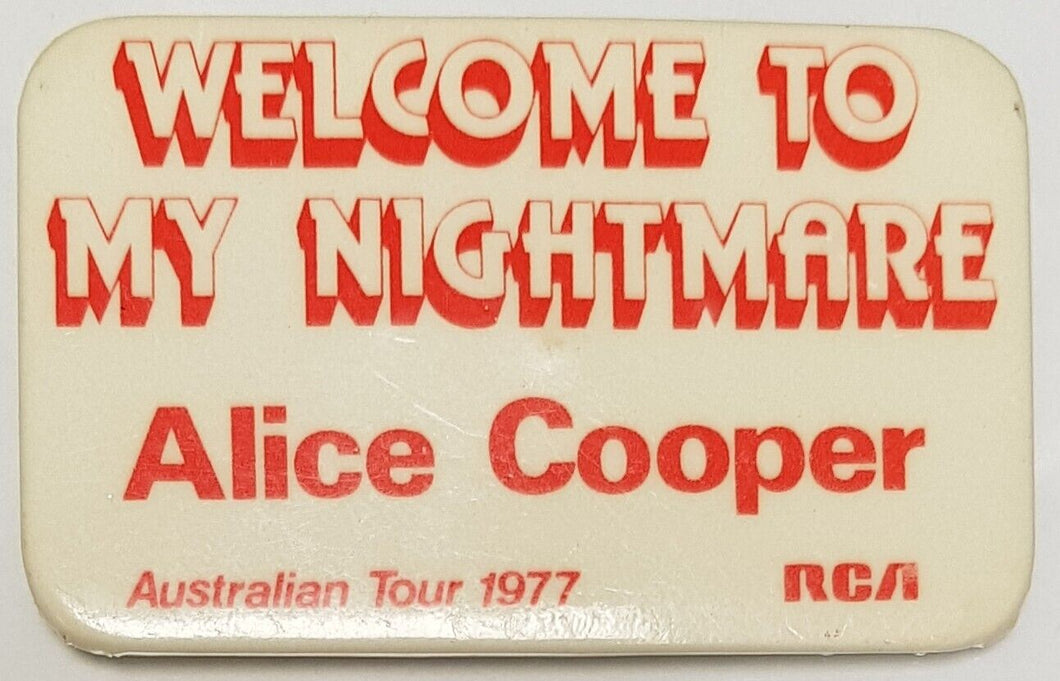 WELCOME TO
MY NIGHTMARE
Alice Cooper
Australian Tour 1977 RCA